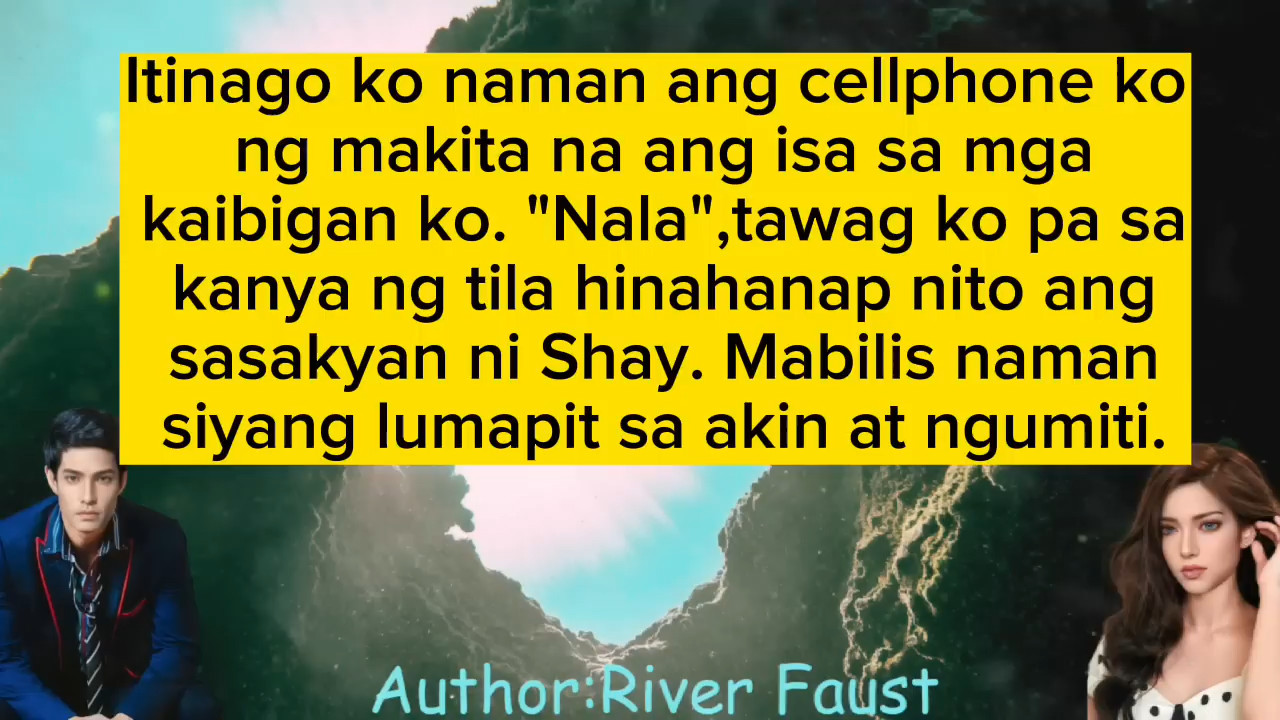 Itinago ko naman ang cellphone ko
ng makita na ang isa sa mga
kaibigan ko. "Nala",tawag ko pa sa
kanya ng tila hinahanap nito ang
sasakyan ni Shay. Mabilis naman
siyang lumapit sa akin at ngumiti.
Author:River Faust